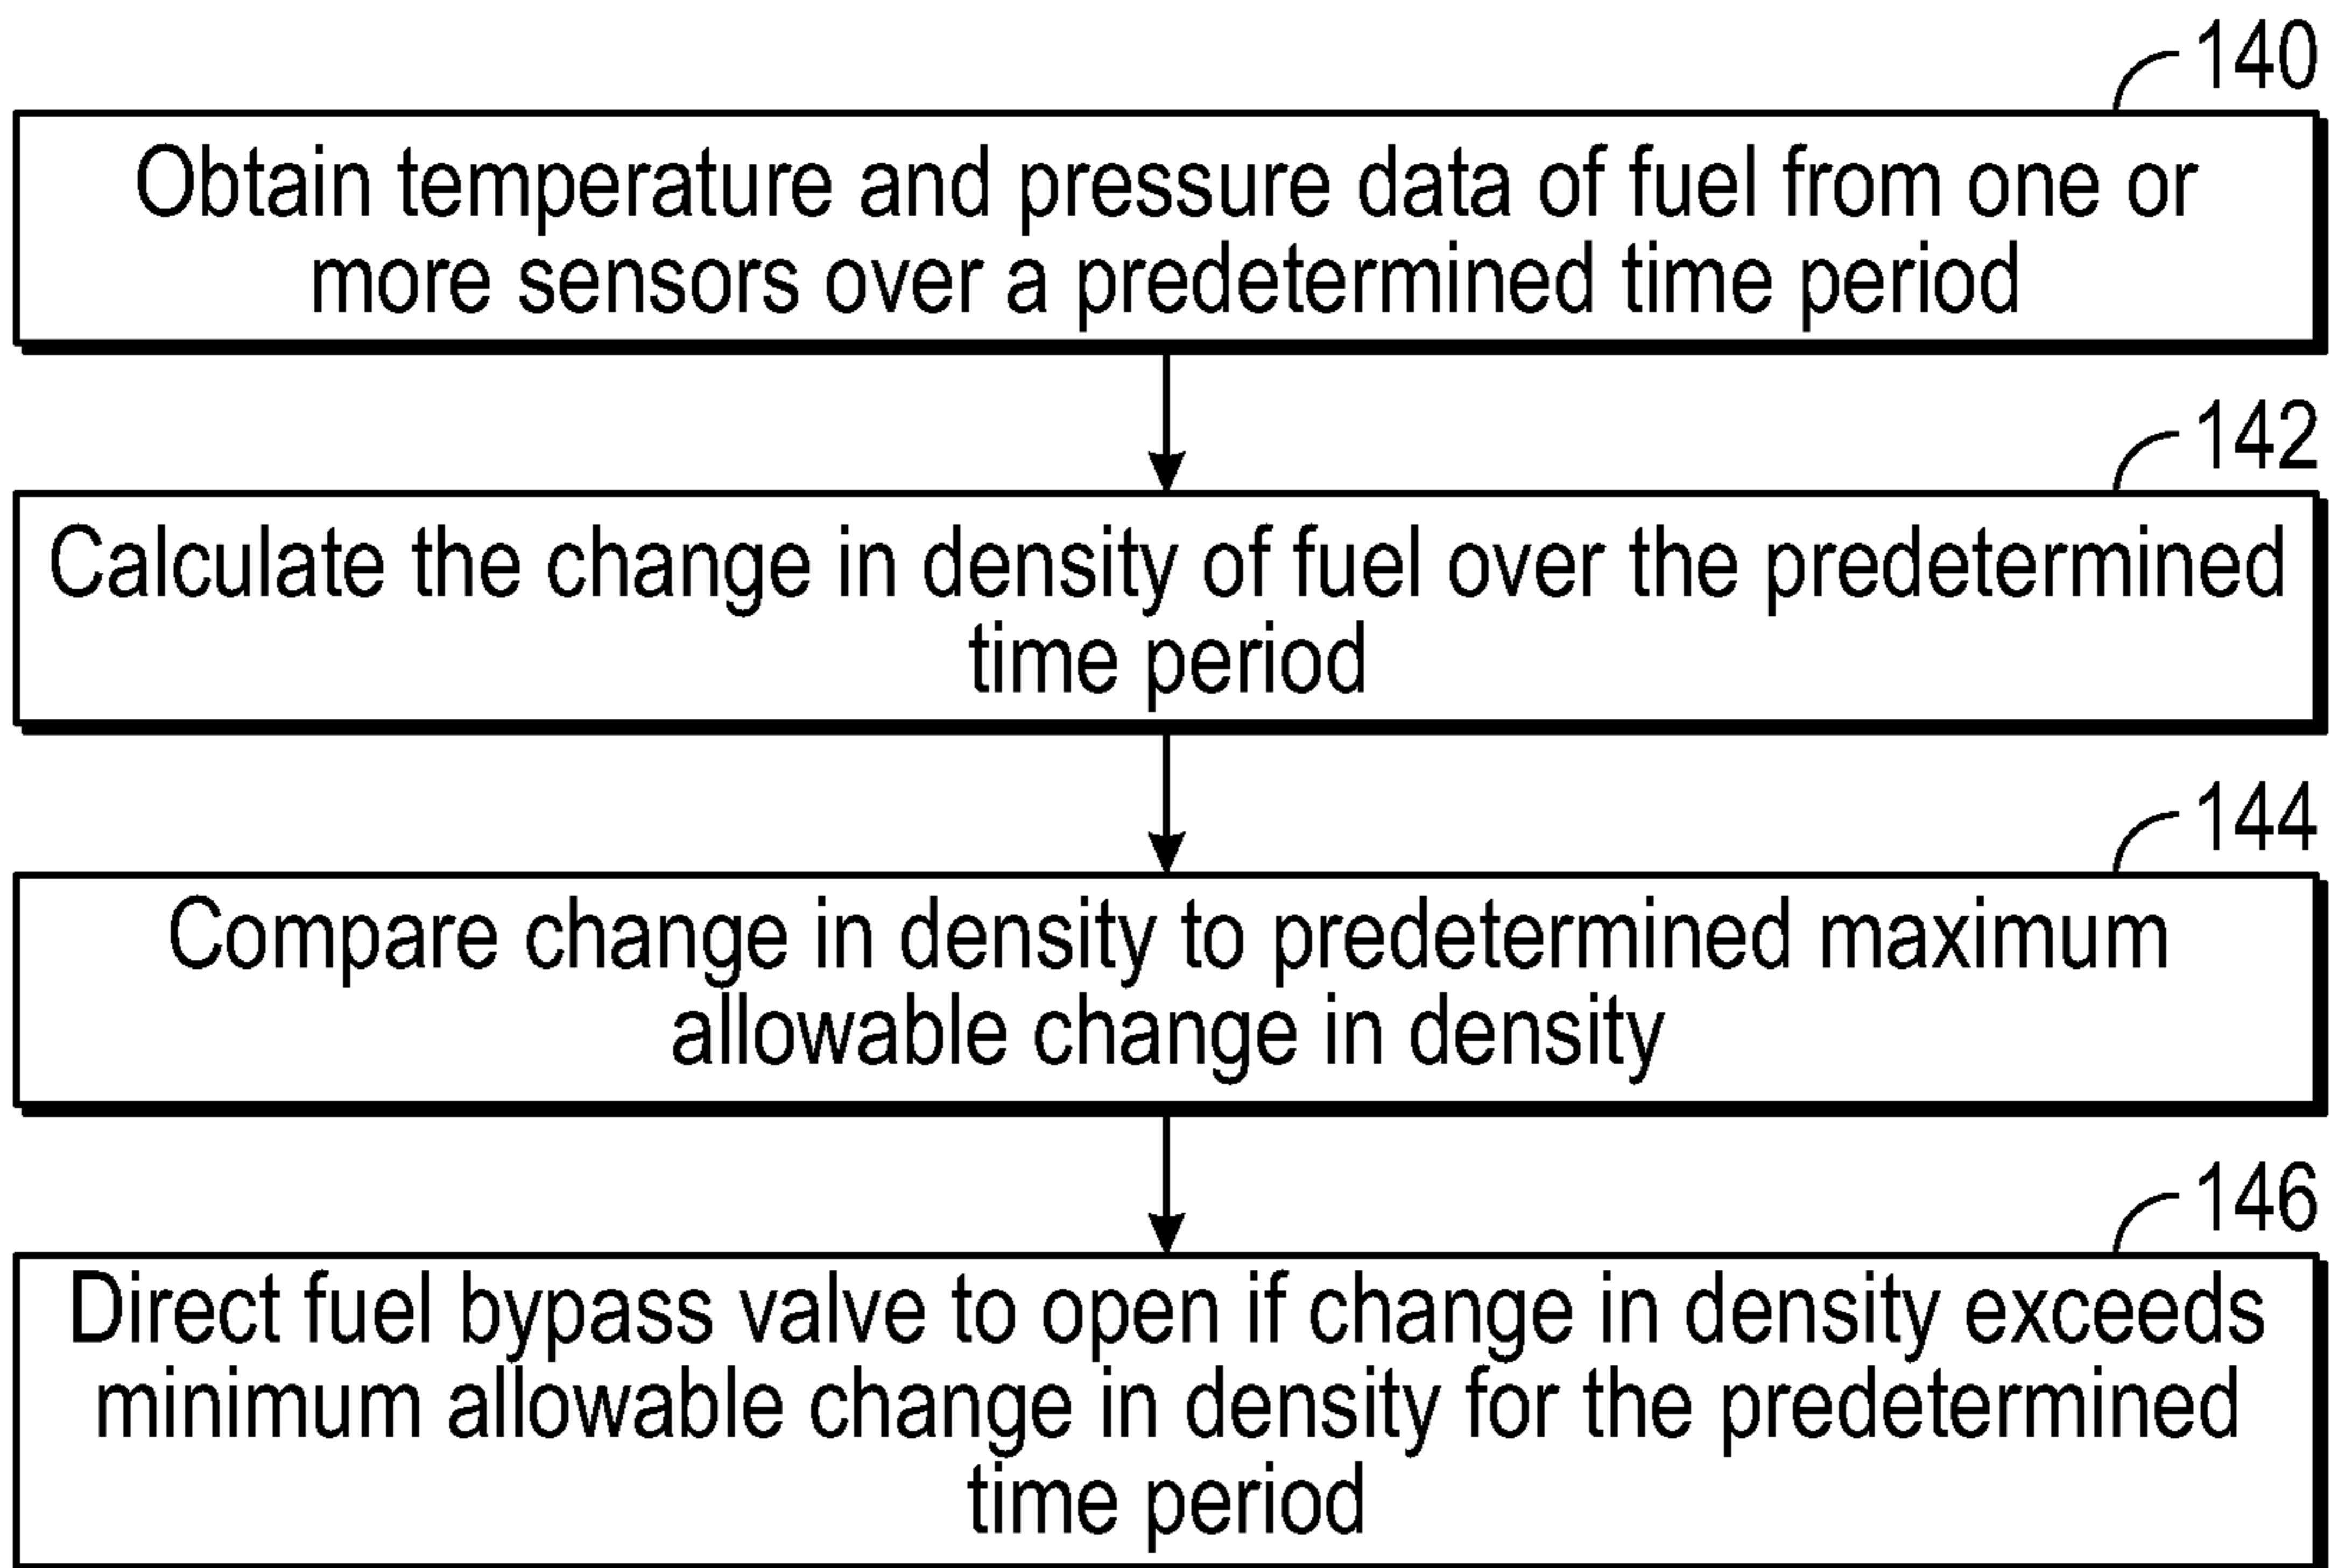 140
Obtain temperature and pressure data of fuel from one or
more sensors over a predetermined time period
142
Calculate the change in density of fuel over the predetermined
time period
144
Compare change in density to predetermined maximum
allowable change in density
146
Direct fuel bypass valve to open if change in density exceeds
minimum allowable change in density for the predetermined
time period